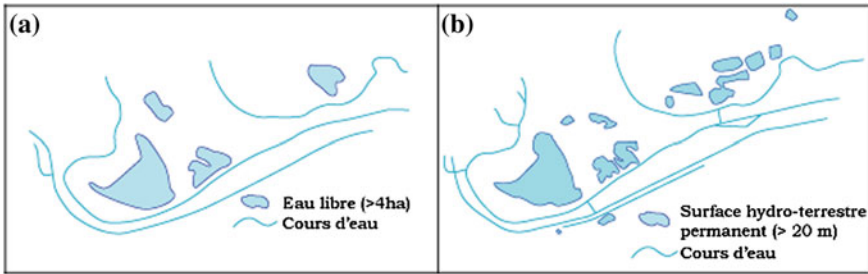 (a)
Eau libre (>4ha)
Cours d'eau
(b)
Surface hydro-terrestre
permanent (> 20 m)
Cours d'eau